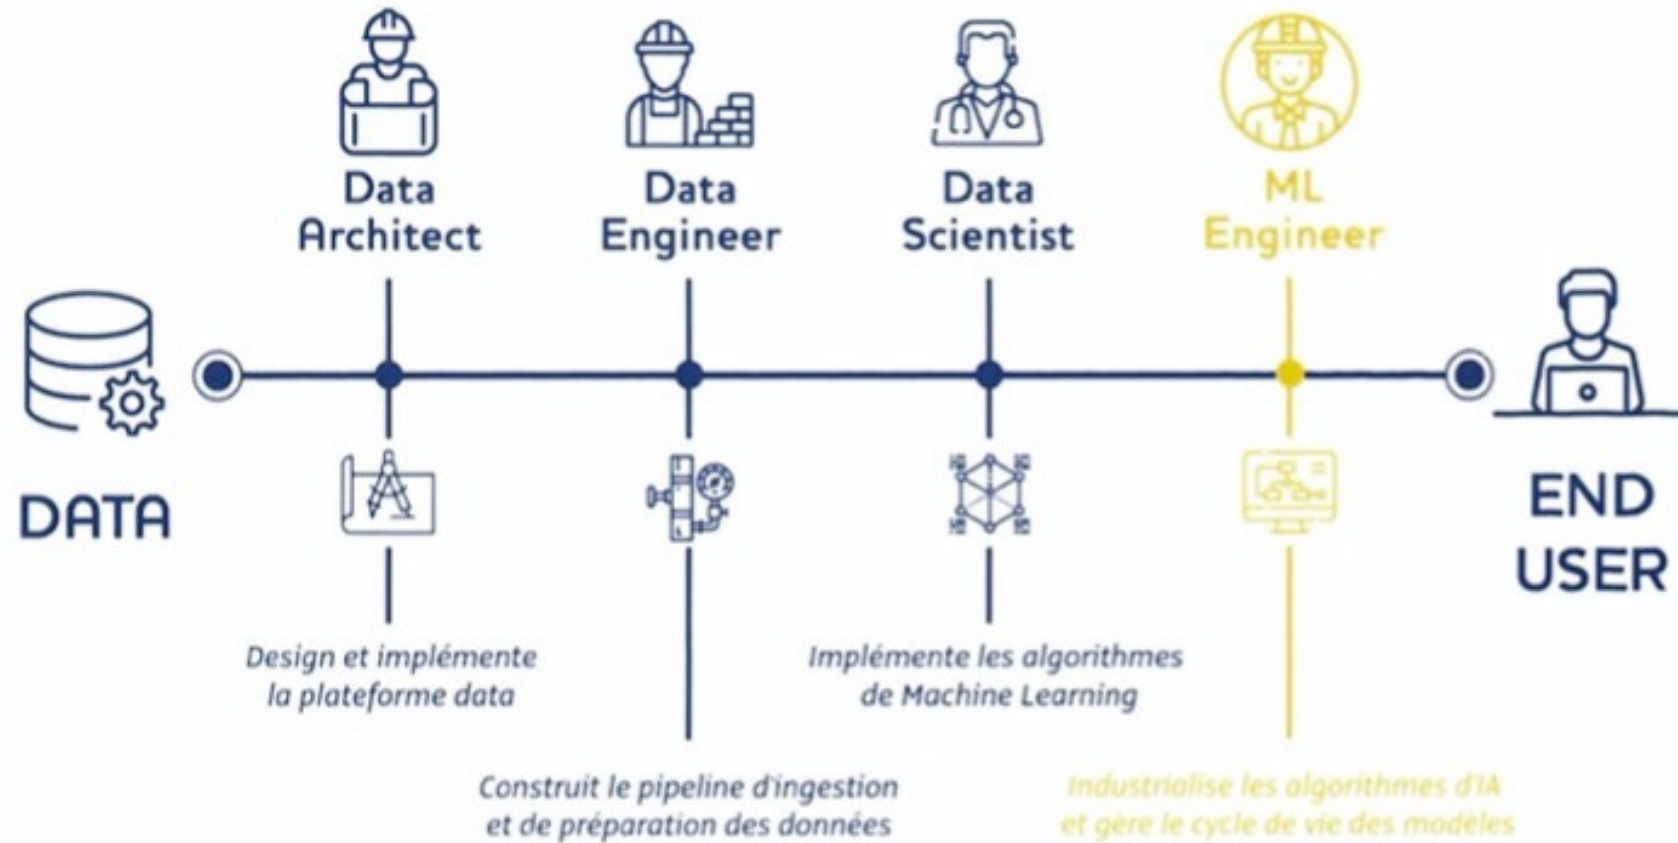 Data
Architect
Data
Engineer
Data
Scientist
ML
Engineer
DATA
END
USER
Design et implémente
la plateforme data
Implémente les algorithmes
de Machine Learning
Construit le pipeline d'ingestion
et de préparation des données
Industrialise les algorithmes d'IA
et gère le cycle de vie des modèles